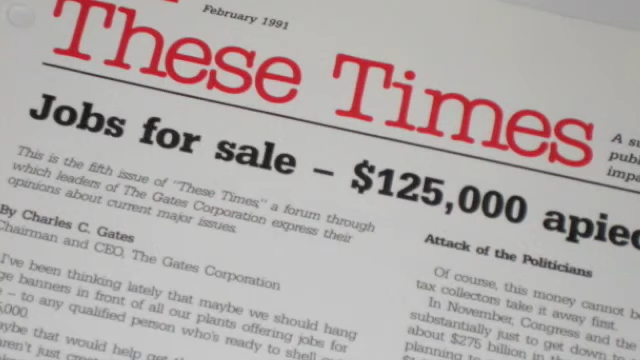 February 1991
These Times
Jobs for sale – $125,000
This is the fifth issue of "These Times," a forum through
which leaders of The Gates Corporation express their
opinions about current major issues.
By Charles C. Gates
Chairman and CEO, The Gates Corporation
I've been thinking lately that maybe we should hang
banners in front of all our plants offering jobs for
– to any qualified person who's ready to shell
that would help get
A
Attack of the Politicians
Of course, this money cannot
tax collectors take it away first.
In November, Congress and the
substantially just to get down to
about $275 billion
planning to